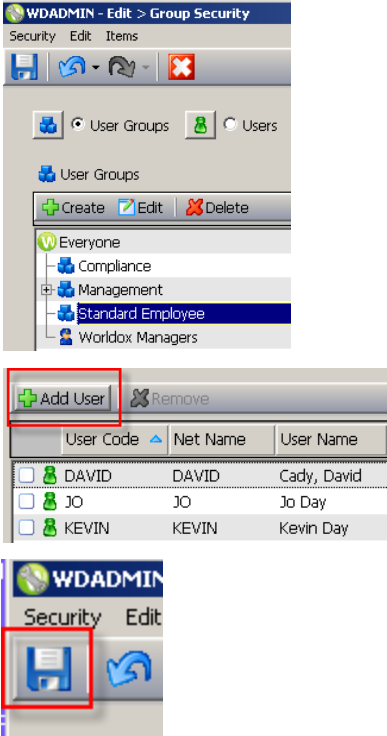 WDADMIN - Edit > Group Security
Security Edit Items
User Groups Users
User Groups
Create Edit Delete
Everyone
Compliance
Management
Standard Employee
Worldox Managers
Add User Remove
User Code Net Name User Name
DAVID DAVID Cady, David
JO JO Jo Day
KEVIN KEVIN Kevin Day
WDADMIN
Security Edit